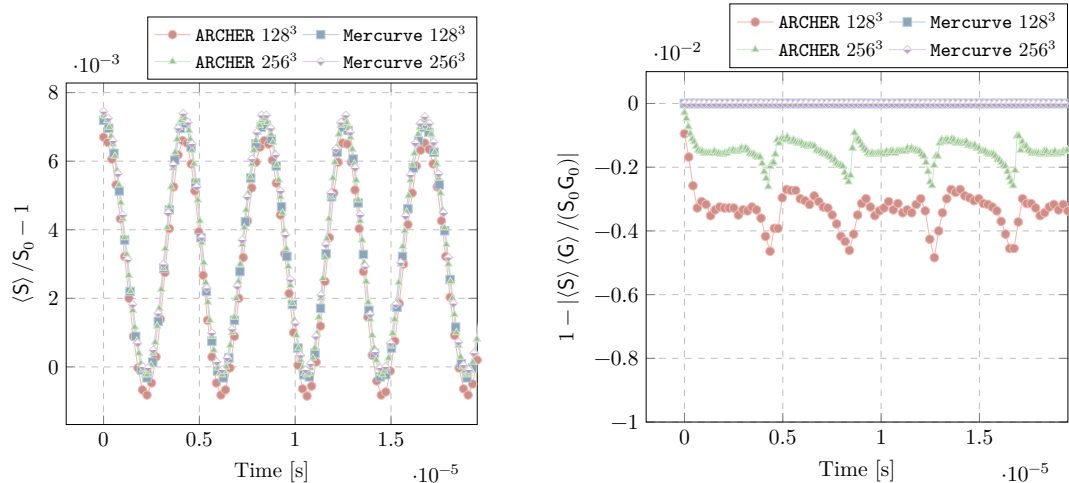 ARCHER 128³ Mercurve 128³
ARCHER 256³ Mercurve 256³
·10⁻³
8
6
4
2
0
⟨S⟩ / S₀ − 1
0 0.5 1 1.5
Time [s]
·10⁻⁵
ARCHER 128³ Mercurve 128³
ARCHER 256³ Mercurve 256³
·10⁻²
0
−0.2
−0.4
−0.6
−0.8
−1
1 − |⟨S⟩ ⟨G⟩ /(S₀ G₀)|
0 0.5 1 1.5
Time [s]
·10⁻⁵